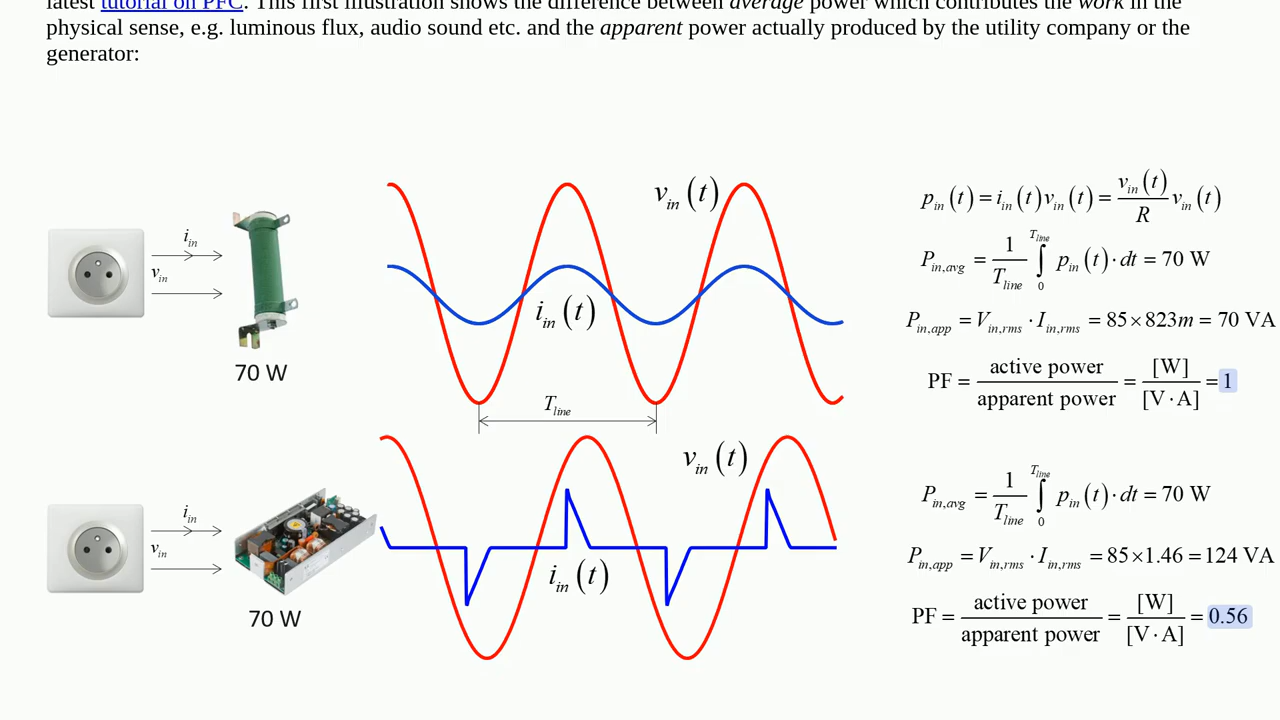 latest tutorial on PFC. This first illustration shows the difference between average power which contributes the work in the
physical sense, e.g. luminous flux, audio sound etc. and the apparent power actually produced by the utility company or the
generator:
v_in (t)
p_in (t) = i_in (t) v_in (t) = v_in (t) / R v_in (t)
i_in
v_in
P_in,avg = 1 / T_line ∫_0^T_line p_in (t) · dt = 70 W
i_in (t)
P_in,app = V_in,rms · I_in,rms = 85×823m = 70 VA
70 W
PF = active power / apparent power = [W] / [V·A] = 1
T_line
v_in (t)
P_in,avg = 1 / T_line ∫_0^T_line p_in (t) · dt = 70 W
i_in
v_in
P_in,app = V_in,rms · I_in,rms = 85×1.46 = 124 VA
i_in (t)
70 W
PF = active power / apparent power = [W] / [V·A] = 0.56